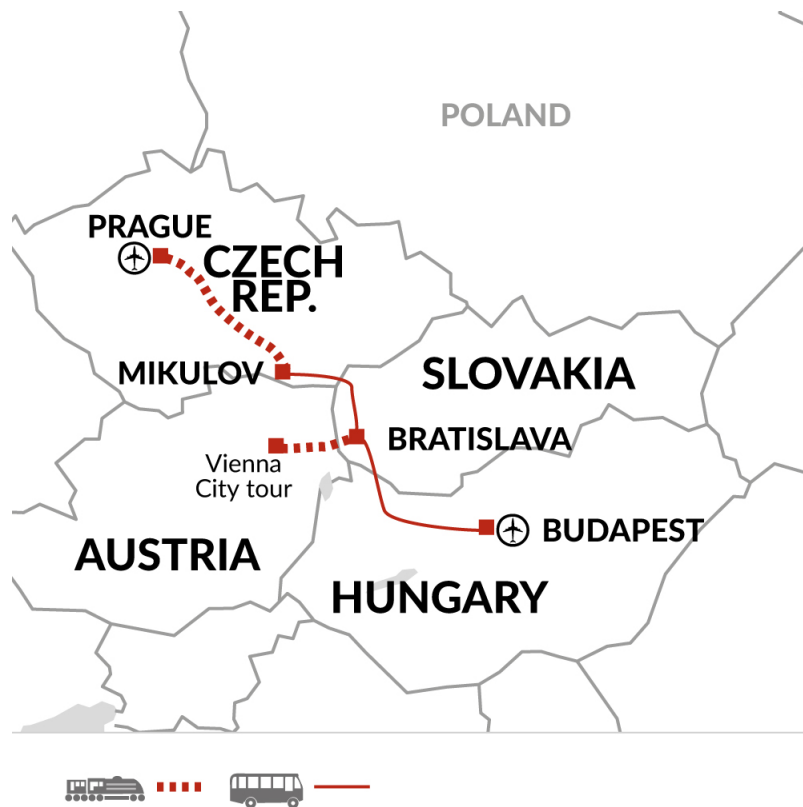 POLAND
PRAGUE
CZECH
REP.
MIKULOV
SLOVAKIA
BRATISLAVA
Vienna
City tour
BUDAPEST
AUSTRIA
HUNGARY